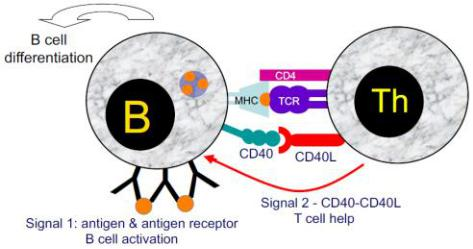 B cell
differentiation
CD4
MHC
TCR
B
Th
CD40
CD40L
Signal 1: antigen & antigen receptor
B cell activation
Signal 2 - CD40-CD40L
T cell help